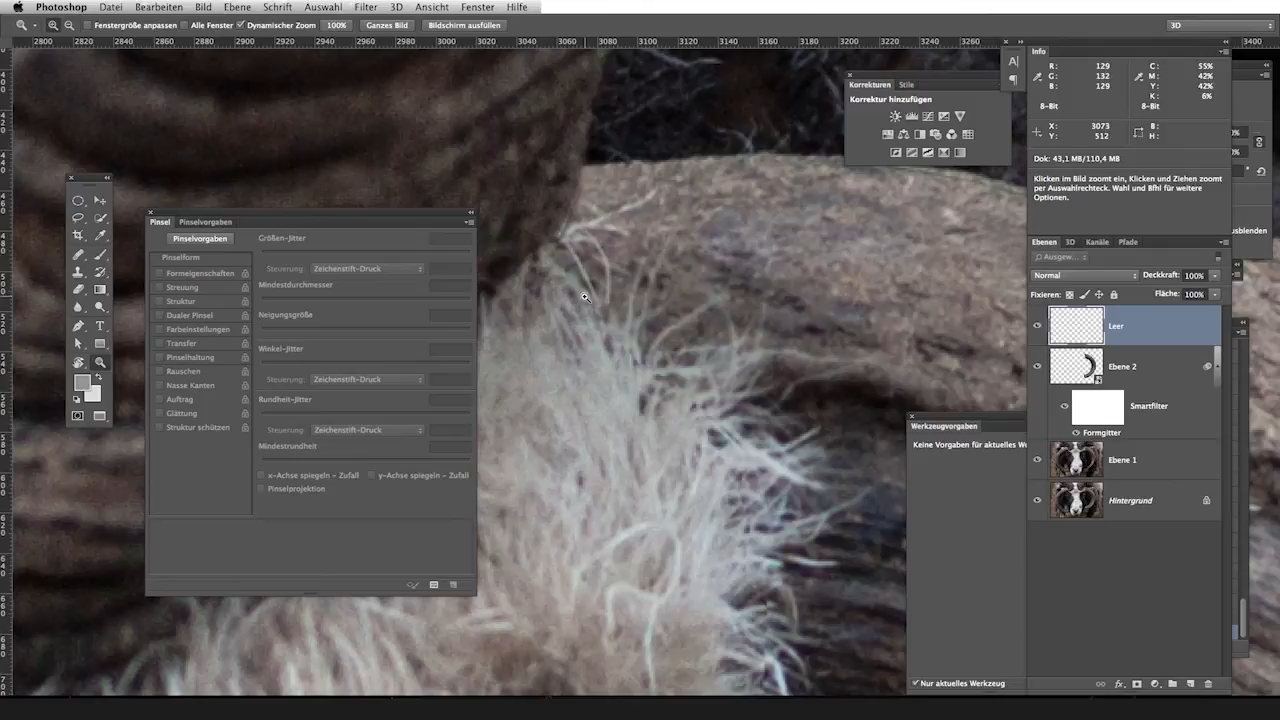 Photoshop Datei Bearbeiten Bild Ebene Schrift Auswahl Filter 3D Ansicht Fenster Hilfe
Fenstergröße anpassen Alle Fenster Dynamischer Zoom 100% Ganzes Bild Bildschirm ausfüllen 3D
2800 2820 2840 2860 2880 2900 2920 2940 2960 2980 3000 3020 3040 3060 3080 3100 3120 3140 3160 3180 3200 3220 3240 3260 3400
Info
R: 129 C: 55%
G: 132 M: 42%
B: 129 Y: 42%
K: 6%
8-Bit 8-Bit
X: 3073 B:
Y: 512 H:
Dok: 43,1 MB/110,4 MB
Klicken im Bild zoomt ein, Klicken und Ziehen zoomt
per Auswahlrechteck. Wahl und Bfhl für weitere
Optionen.
Korrekturen Stile
Korrektur hinzufügen
Pinsel Pinselvorgaben
Pinselvorgaben
Pinselform
Formeigenschaften
Streuung
Struktur
Dualer Pinsel
Farbeinstellungen
Transfer
Pinselhaltung
Rauschen
Nasse Kanten
Auftrag
Glättung
Struktur schützen
Größen-Jitter
Steuerung: Zeichenstift-Druck
Mindestdurchmesser
Neigungsgröße
Winkel-Jitter
Steuerung: Zeichenstift-Druck
Rundheit-Jitter
Steuerung: Zeichenstift-Druck
Mindestrundheit
x-Achse spiegeln - Zufall y-Achse spiegeln - Zufall
Pinselprojektion
Ebenen 3D Kanäle Pfade
Ausgew...
Normal Deckkraft: 100%
Fixieren: Fläche: 100%
Leer
Ebene 2
Smartfilter
Formgitter
Ebene 1
Hintergrund
usblenden
Werkzeugvorgaben
Keine Vorgaben für aktuelles We
Nur aktuelles Werkzeug